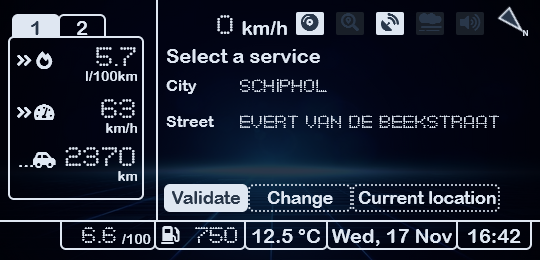 0 km/h
N
1 2
5.7
l/100km
63
km/h
2370
km
Select a service
City SCHIPHOL
Street EVERT VAN DE BEEKSTRAAT
Validate Change Current location
6.6 /100 750 12.5 °C Wed, 17 Nov 16:42